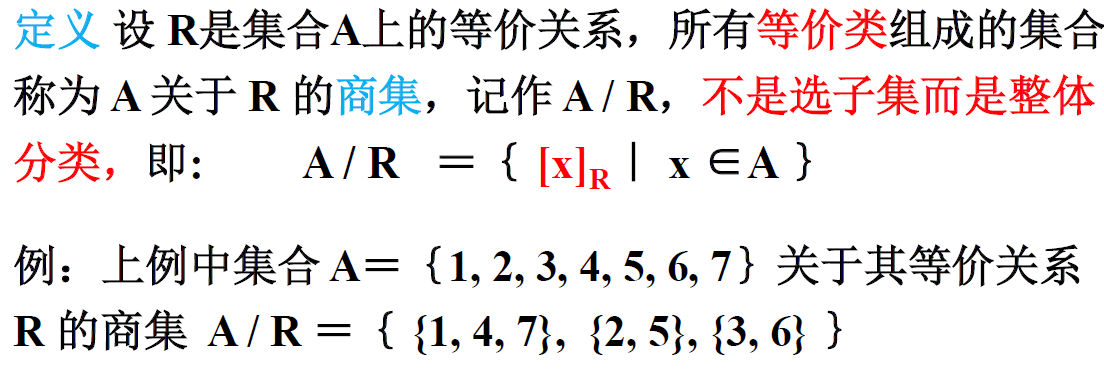 定义 设 R是集合A上的等价关系，所有等价类组成的集合
称为 A 关于 R 的商集，记作 A / R，不是选子集而是整体
分类，即: A / R ＝｛ [x]R｜ x ∈A ｝
例：上例中集合 A＝｛1, 2, 3, 4, 5, 6, 7｝关于其等价关系
R 的商集 A / R ＝｛ {1, 4, 7}, {2, 5}, {3, 6} ｝